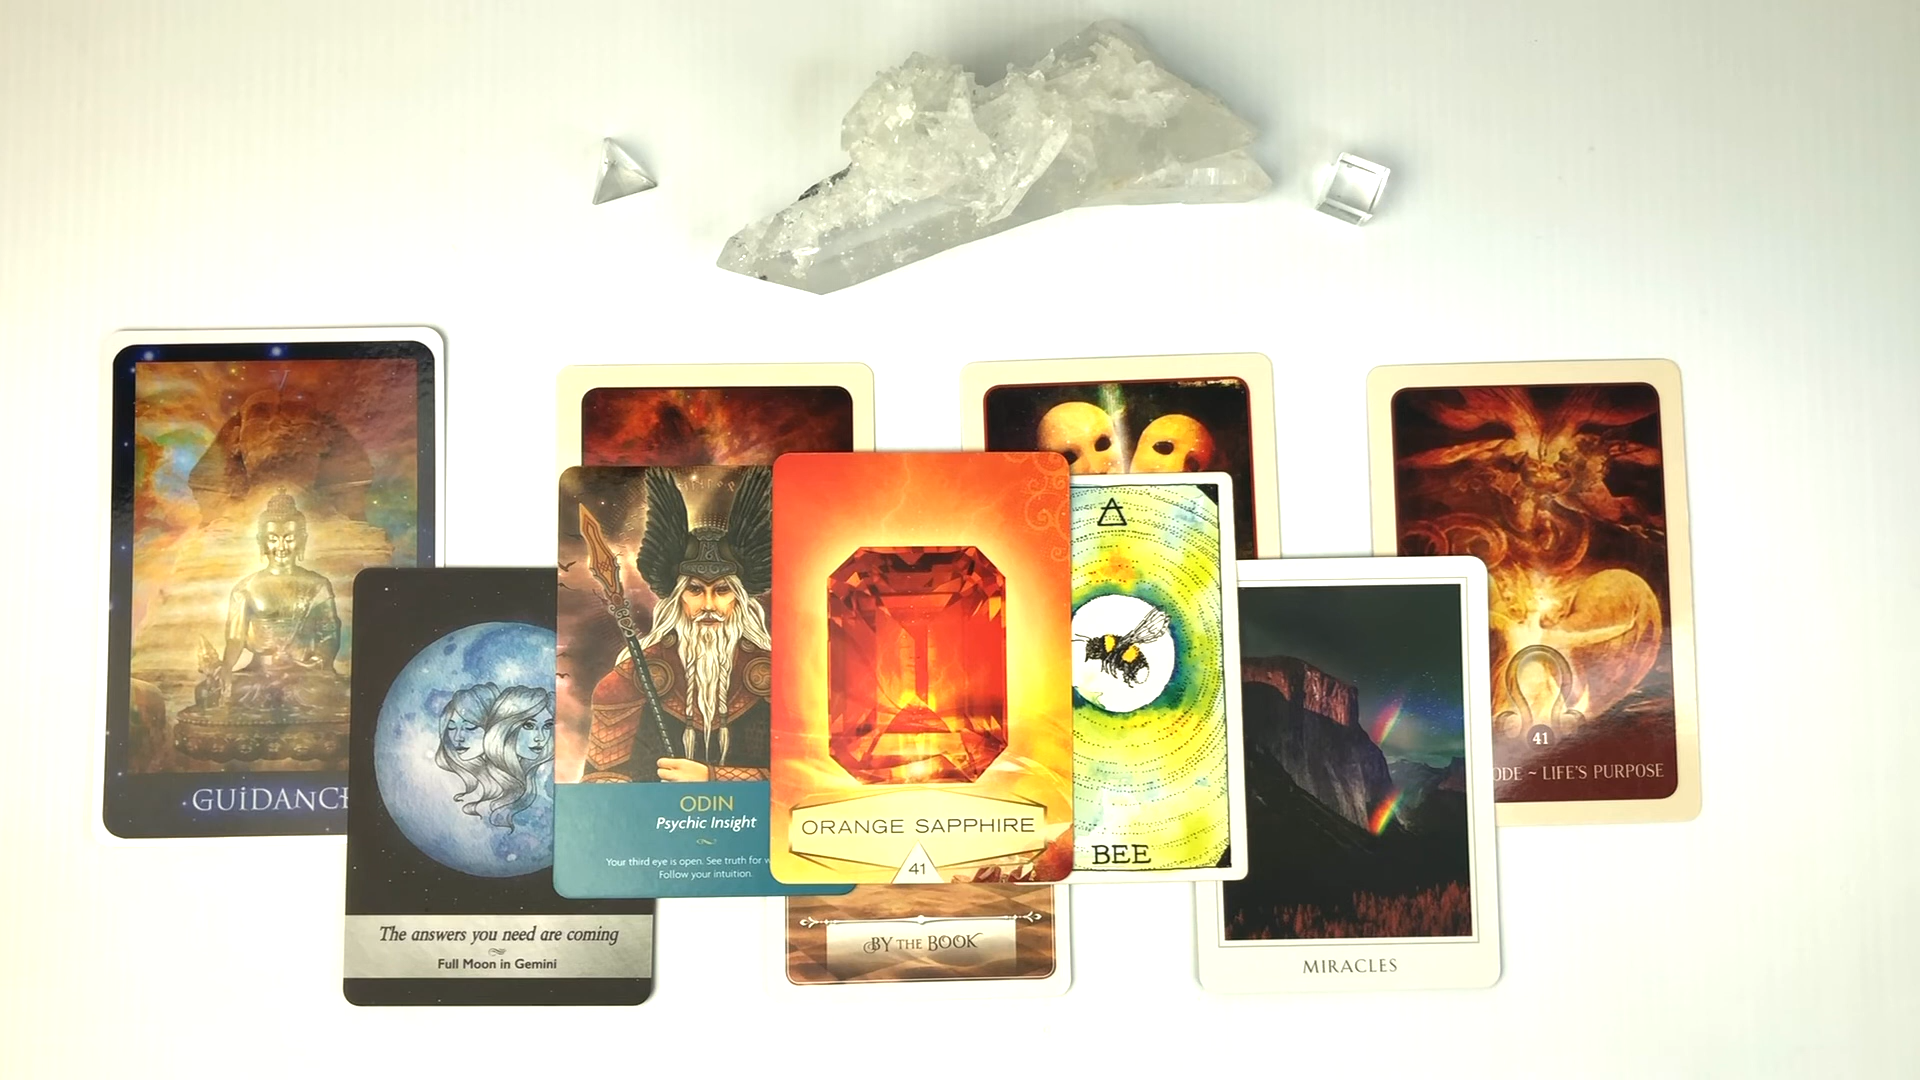 GUIDANC
The answers you need are coming
Full Moon in Gemini
ODIN
Psychic Insight
Your third eye is open. See truth for
Follow your intuition.
ORANGE SAPPHIRE
41
BY THE BOOK
BEE
MIRACLES
41
ODE ~ LIFE'S PURPOSE